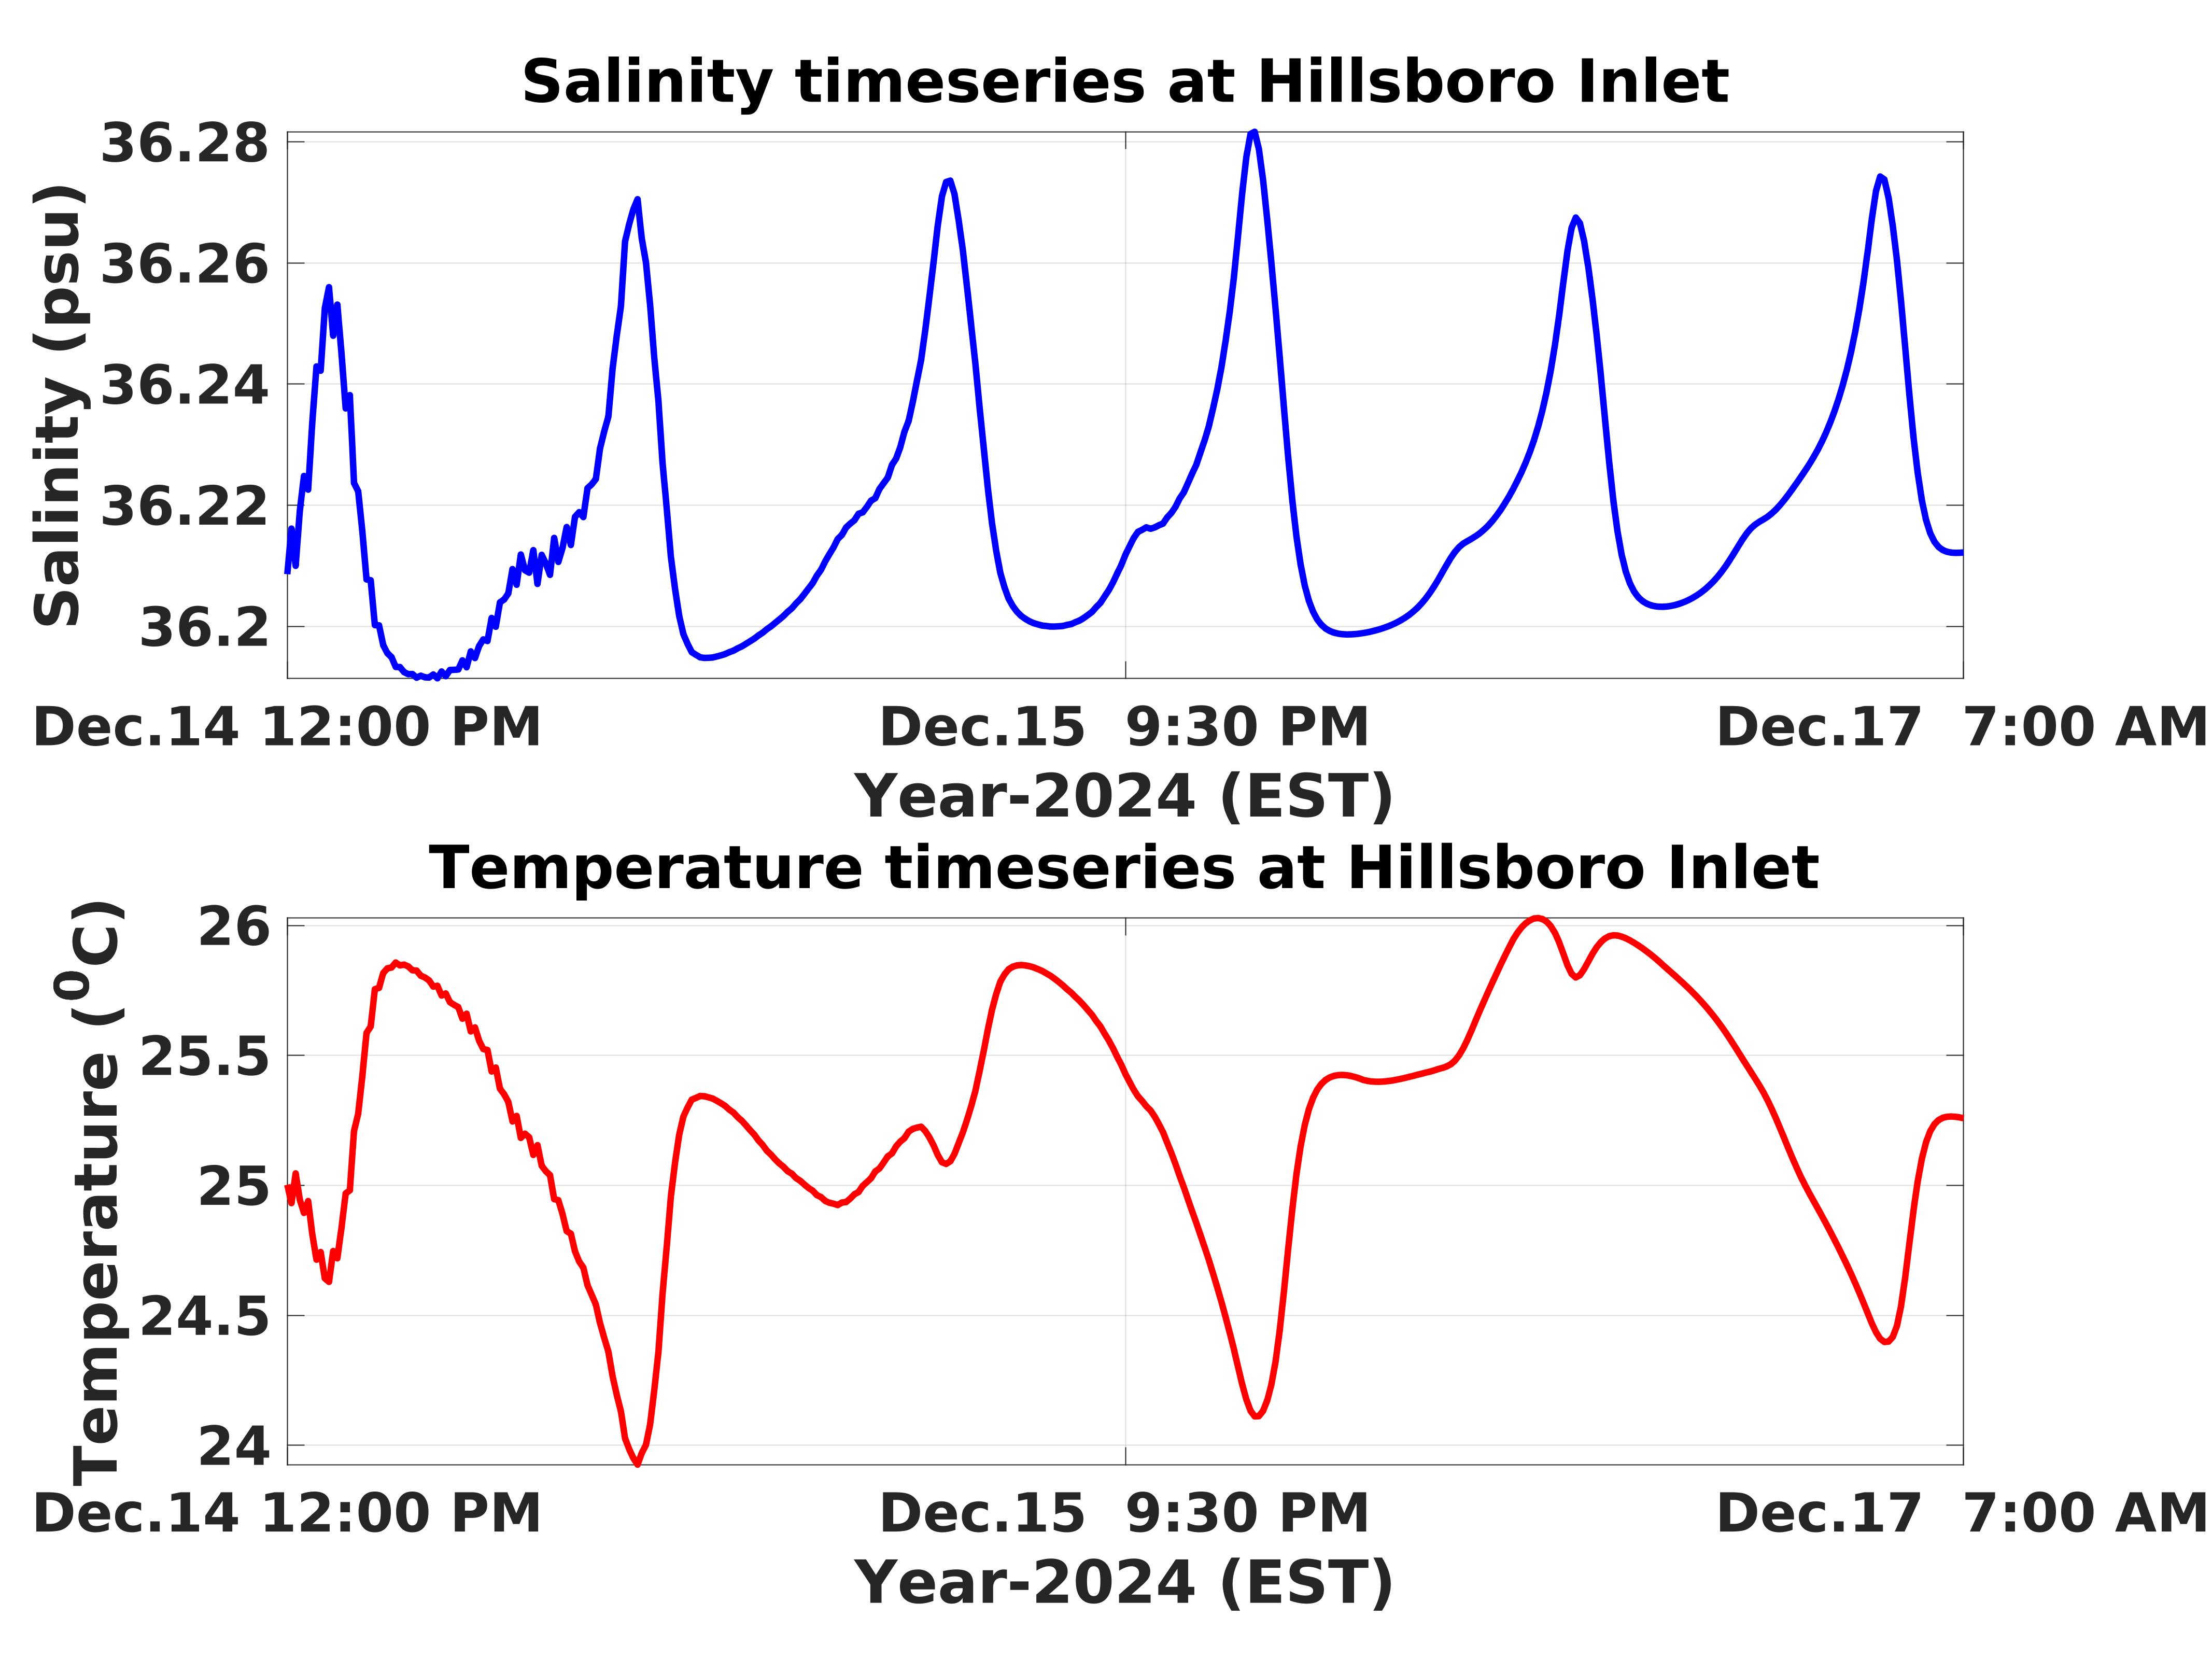 Salinity timeseries at Hillsboro Inlet
Salinity (psu)
36.28
36.26
36.24
36.22
36.2
Dec.14 12:00 PM Dec.15 9:30 PM Dec.17 7:00 AM
Year-2024 (EST)
Temperature timeseries at Hillsboro Inlet
Temperature (⁰C)
26
25.5
25
24.5
24
Dec.14 12:00 PM Dec.15 9:30 PM Dec.17 7:00 AM
Year-2024 (EST)